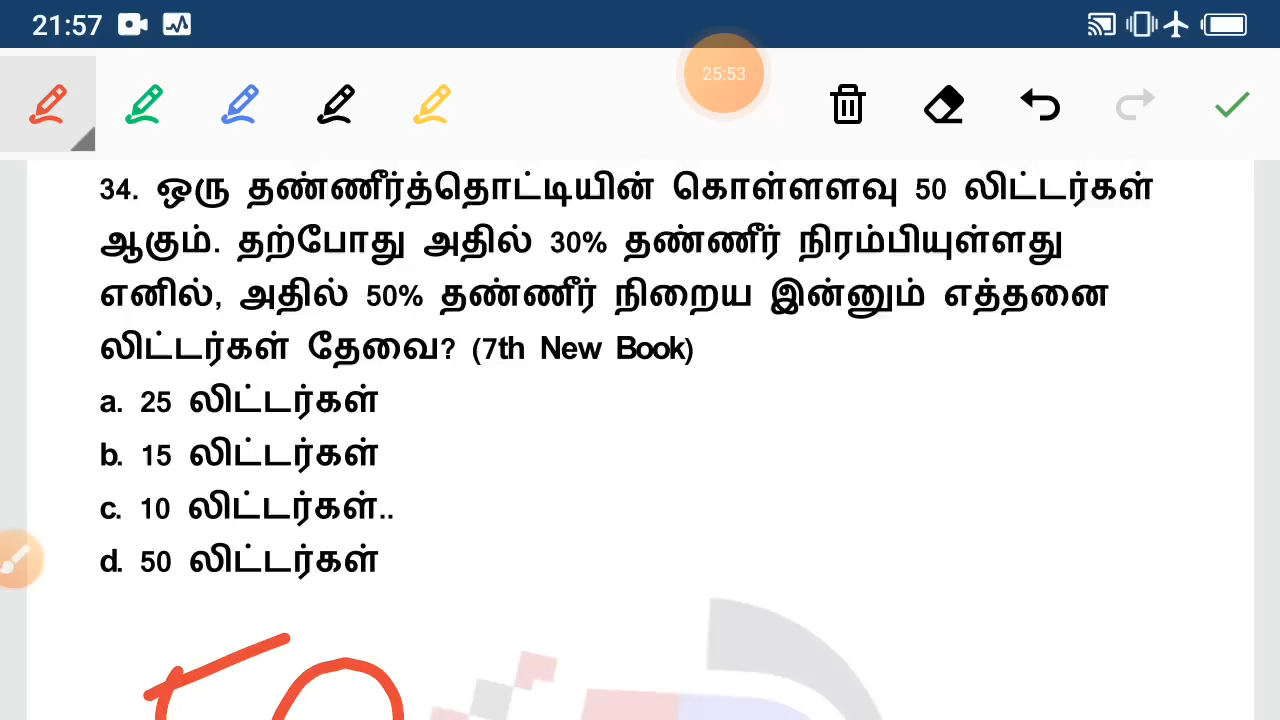 21:57
25:53
34. ஒரு தண்ணீர்த்தொட்டியின் கொள்ளளவு 50 லிட்டர்கள்
ஆகும். தற்போது அதில் 30% தண்ணீர் நிரம்பியுள்ளது
எனில், அதில் 50% தண்ணீர் நிறைய இன்னும் எத்தனை
லிட்டர்கள் தேவை? (7th New Book)
a. 25 லிட்டர்கள்
b. 15 லிட்டர்கள்
c. 10 லிட்டர்கள்..
d. 50 லிட்டர்கள்